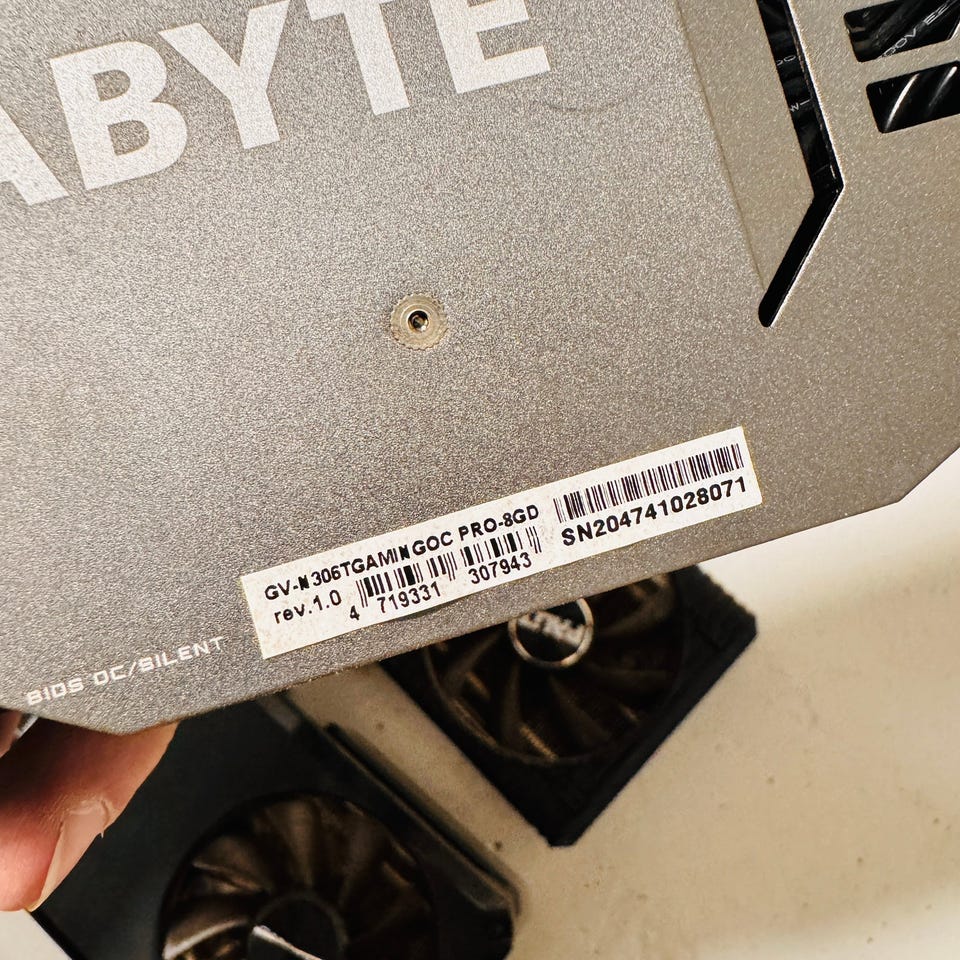 ABYTE
GV-N306TGAMINGOC PRO-8GD
rev.1.0
4 719331 307943
SN204741028071
BIOS OC/SILENT